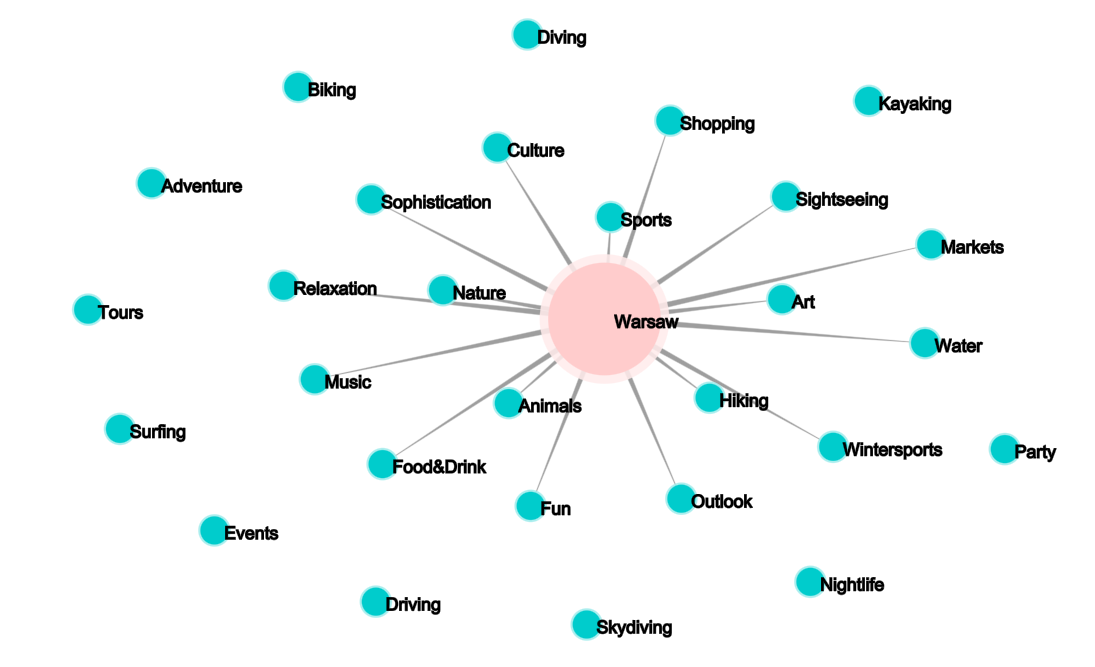 Diving
Biking
Kayaking
Shopping
Culture
Adventure
Sightseeing
Sophistication
Sports
Markets
Relaxation
Nature
Art
Tours
Warsaw
Water
Music
Hiking
Animals
Surfing
Wintersports
Party
Food&Drink
Outlook
Fun
Events
Nightlife
Driving
Skydiving